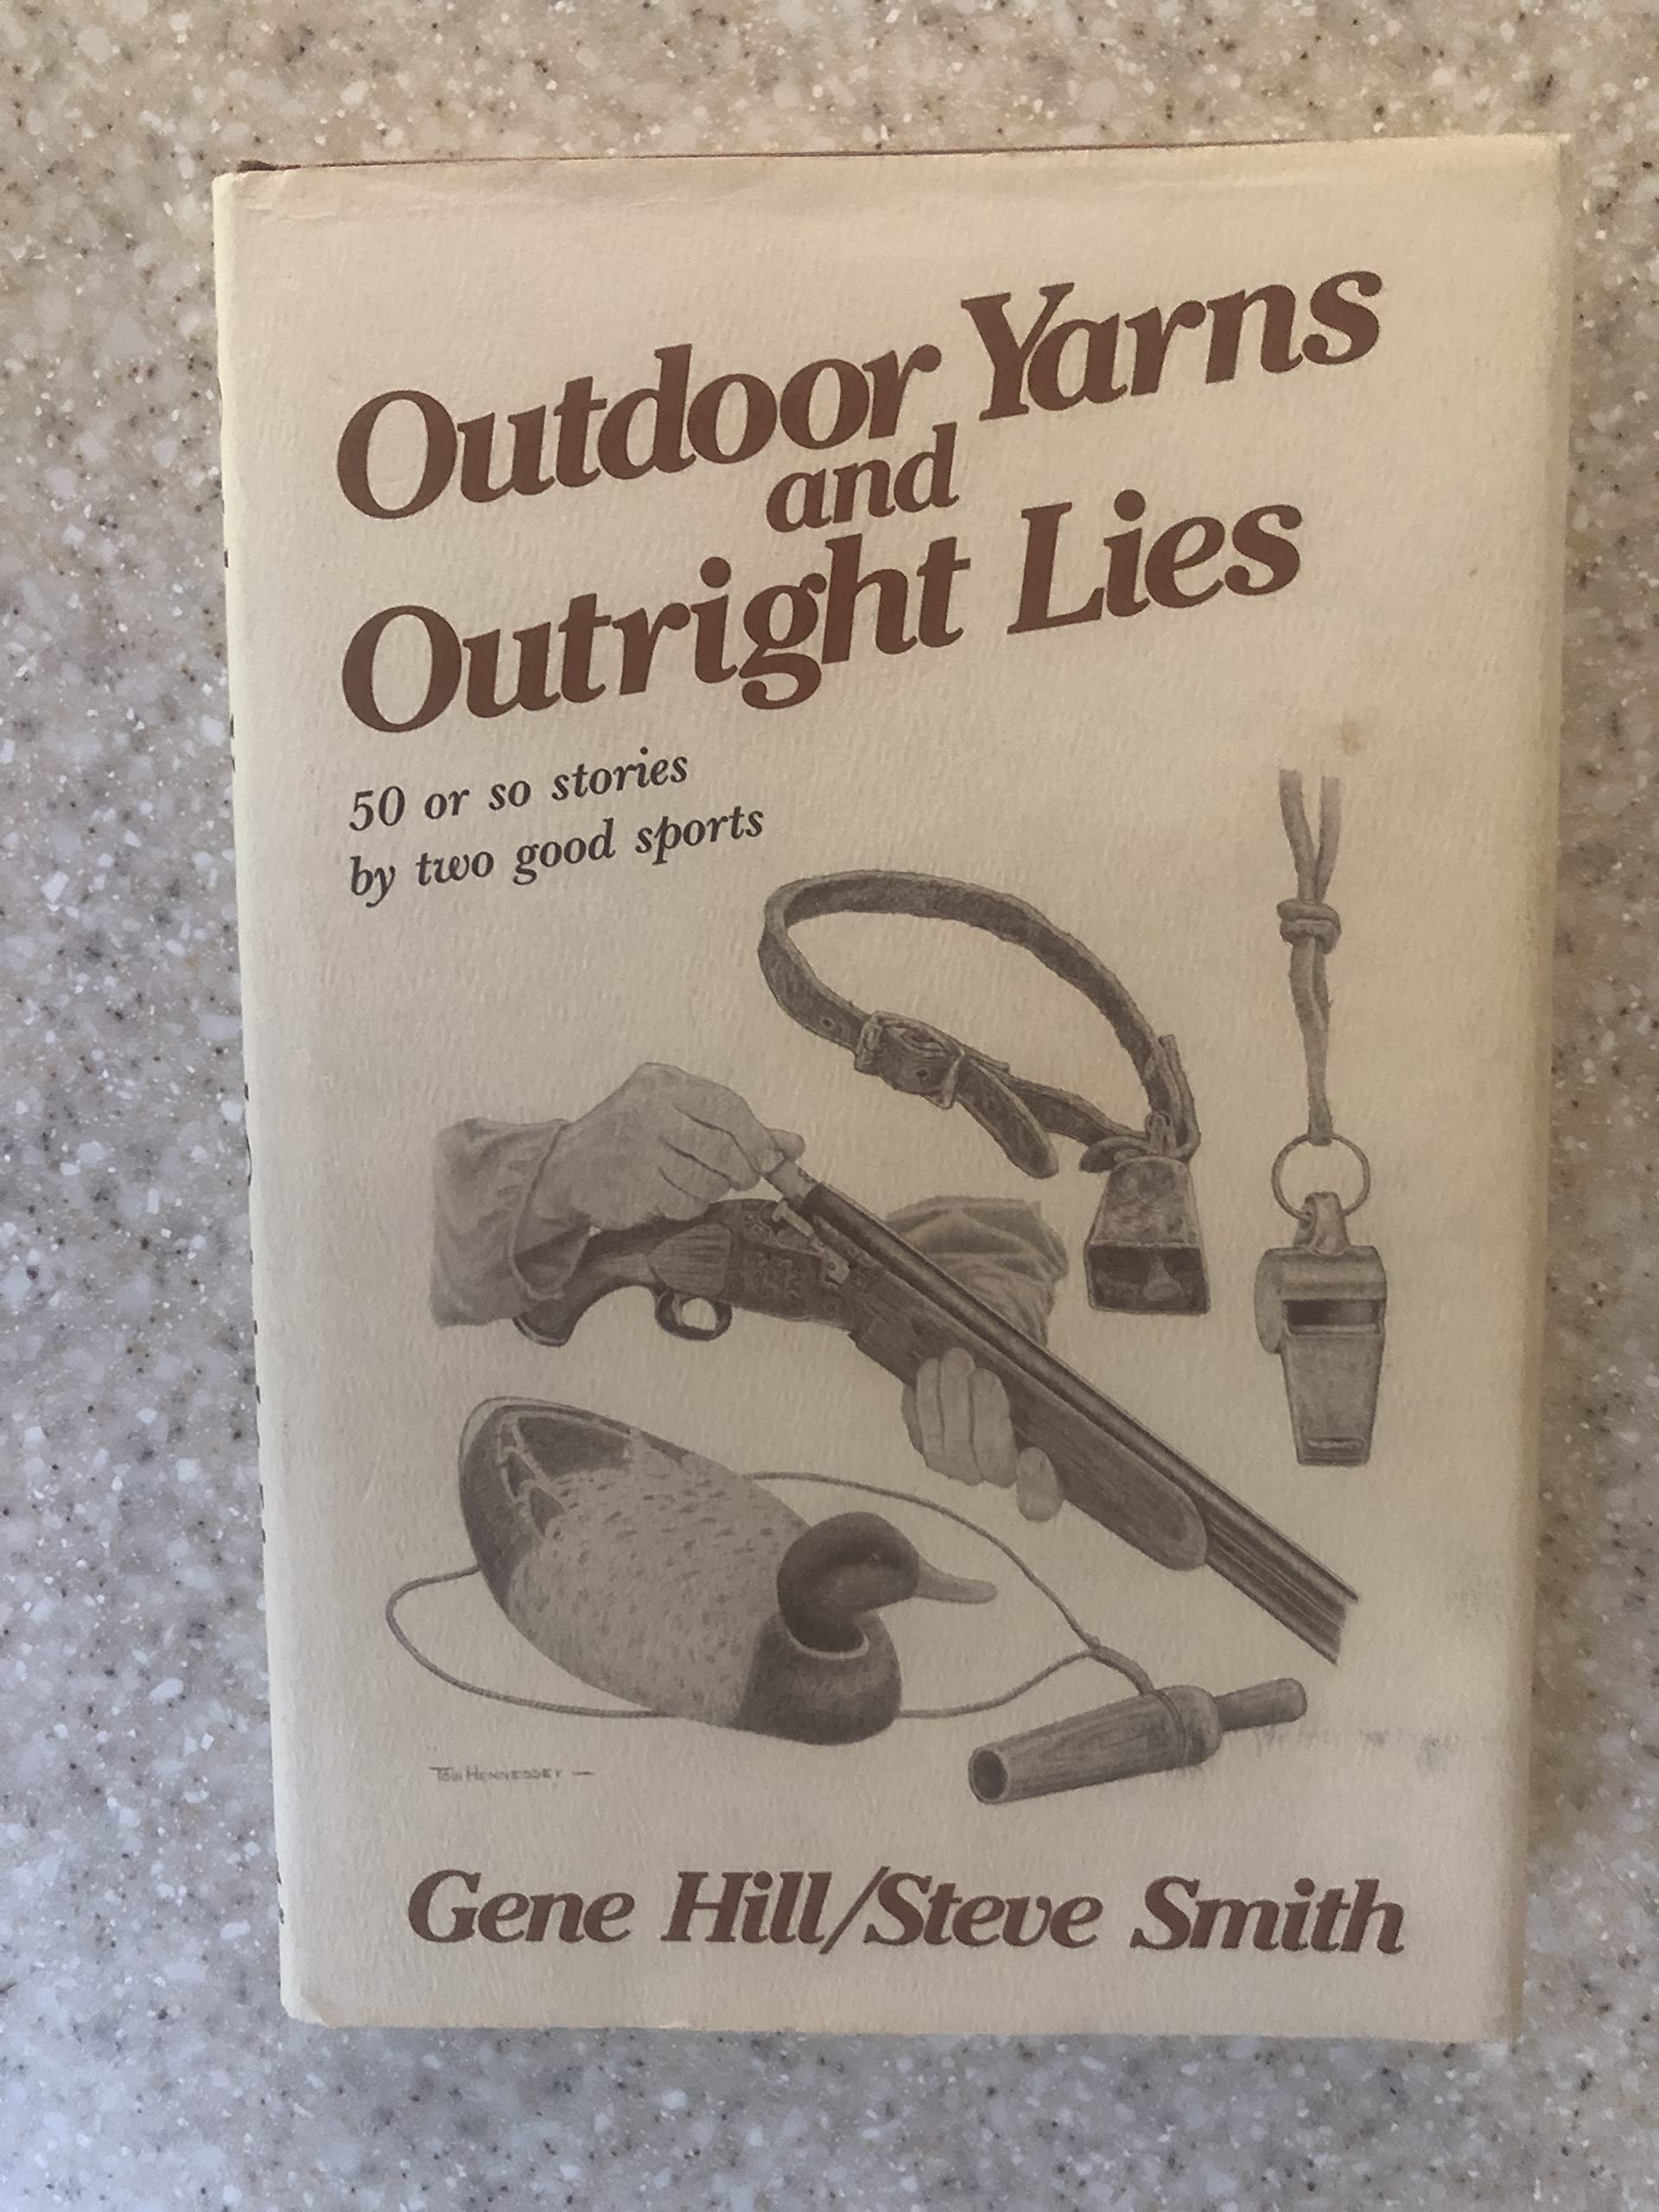 Outdoor Yarns
and
Outright Lies
50 or so stories
by two good sports
TOM HENNESSEY
Gene Hill/Steve Smith